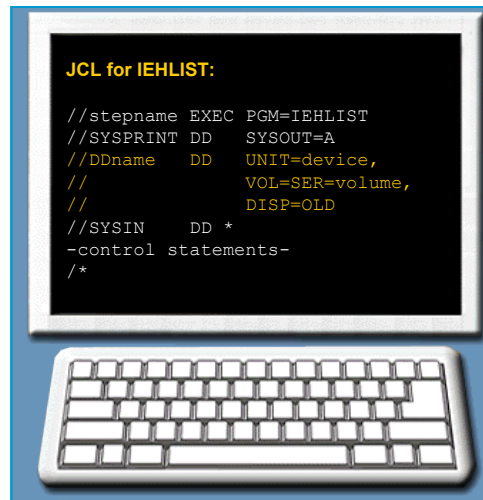 JCL for IEHLIST:
//stepname EXEC PGM=IEHLIST
//SYSPRINT DD   SYSOUT=A
//DDname   DD   UNIT=device,
//              VOL=SER=volume,
//              DISP=OLD
//SYSIN    DD *
-control statements-
/*